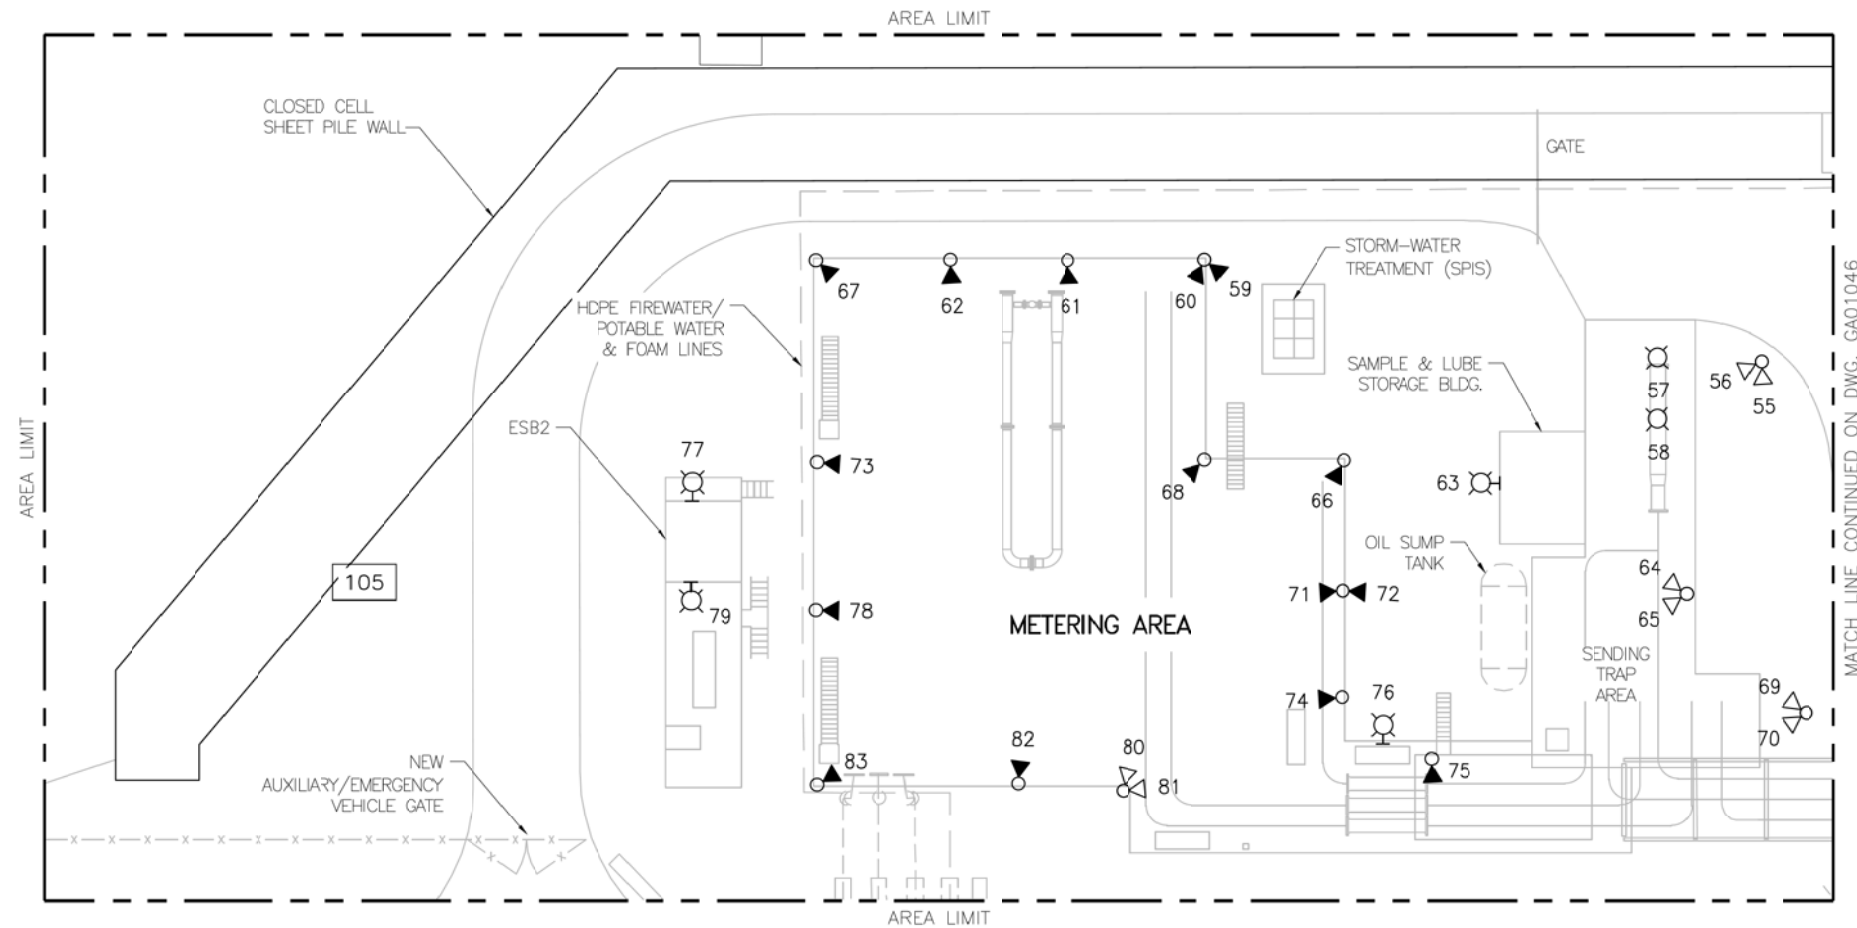 AREA LIMIT
CLOSED CELL
SHEET PILE WALL
GATE
STORM-WATER
TREATMENT (SPIS)
67
62
61
60
59
HDPE FIREWATER/
POTABLE WATER
& FOAM LINES
SAMPLE & LUBE
STORAGE BLDG.
57
56
55
58
ESB2
AREA LIMIT
77
73
68
66
63
MATCH LINE CONTINUED ON DWG. GA01046
OIL SUMP
TANK
105
64
71
72
79
78
65
METERING AREA
SENDING
TRAP
AREA
74
76
69
70
NEW
AUXILIARY/EMERGENCY
VEHICLE GATE
83
82
80
81
75
AREA LIMIT
x x x x x x x x x x x x